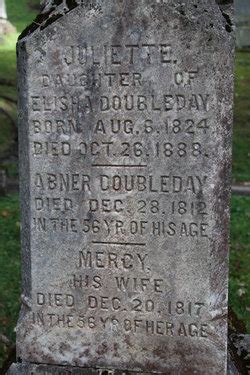 JULIETTE,
DAUGHTER OF
ELISHA DOUBLEDAY
BORN AUG. 6. 1824.
DIED OCT. 26. 1888.
ABNER DOUBLEDAY
DIED DEC. 28. 1812
IN THE 56 YR OF HIS AGE.
MERCY,
HIS WIFE
DIED DEC. 20. 1817
IN THE 56 YR OF HER AGE